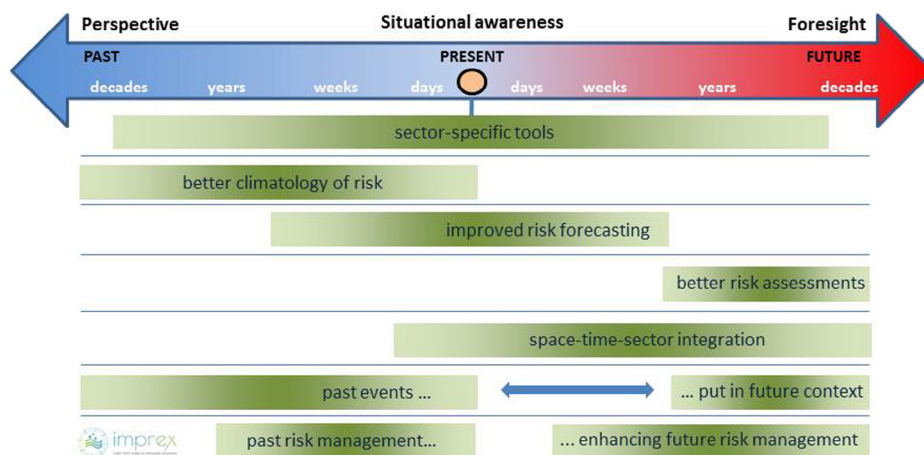 Perspective Situational awareness Foresight
PAST PRESENT FUTURE
decades years weeks days days weeks years decades
sector-specific tools
better climatology of risk
improved risk forecasting
better risk assessments
space-time-sector integration
past events ... ... put in future context
imprex past risk management... ... enhancing future risk management